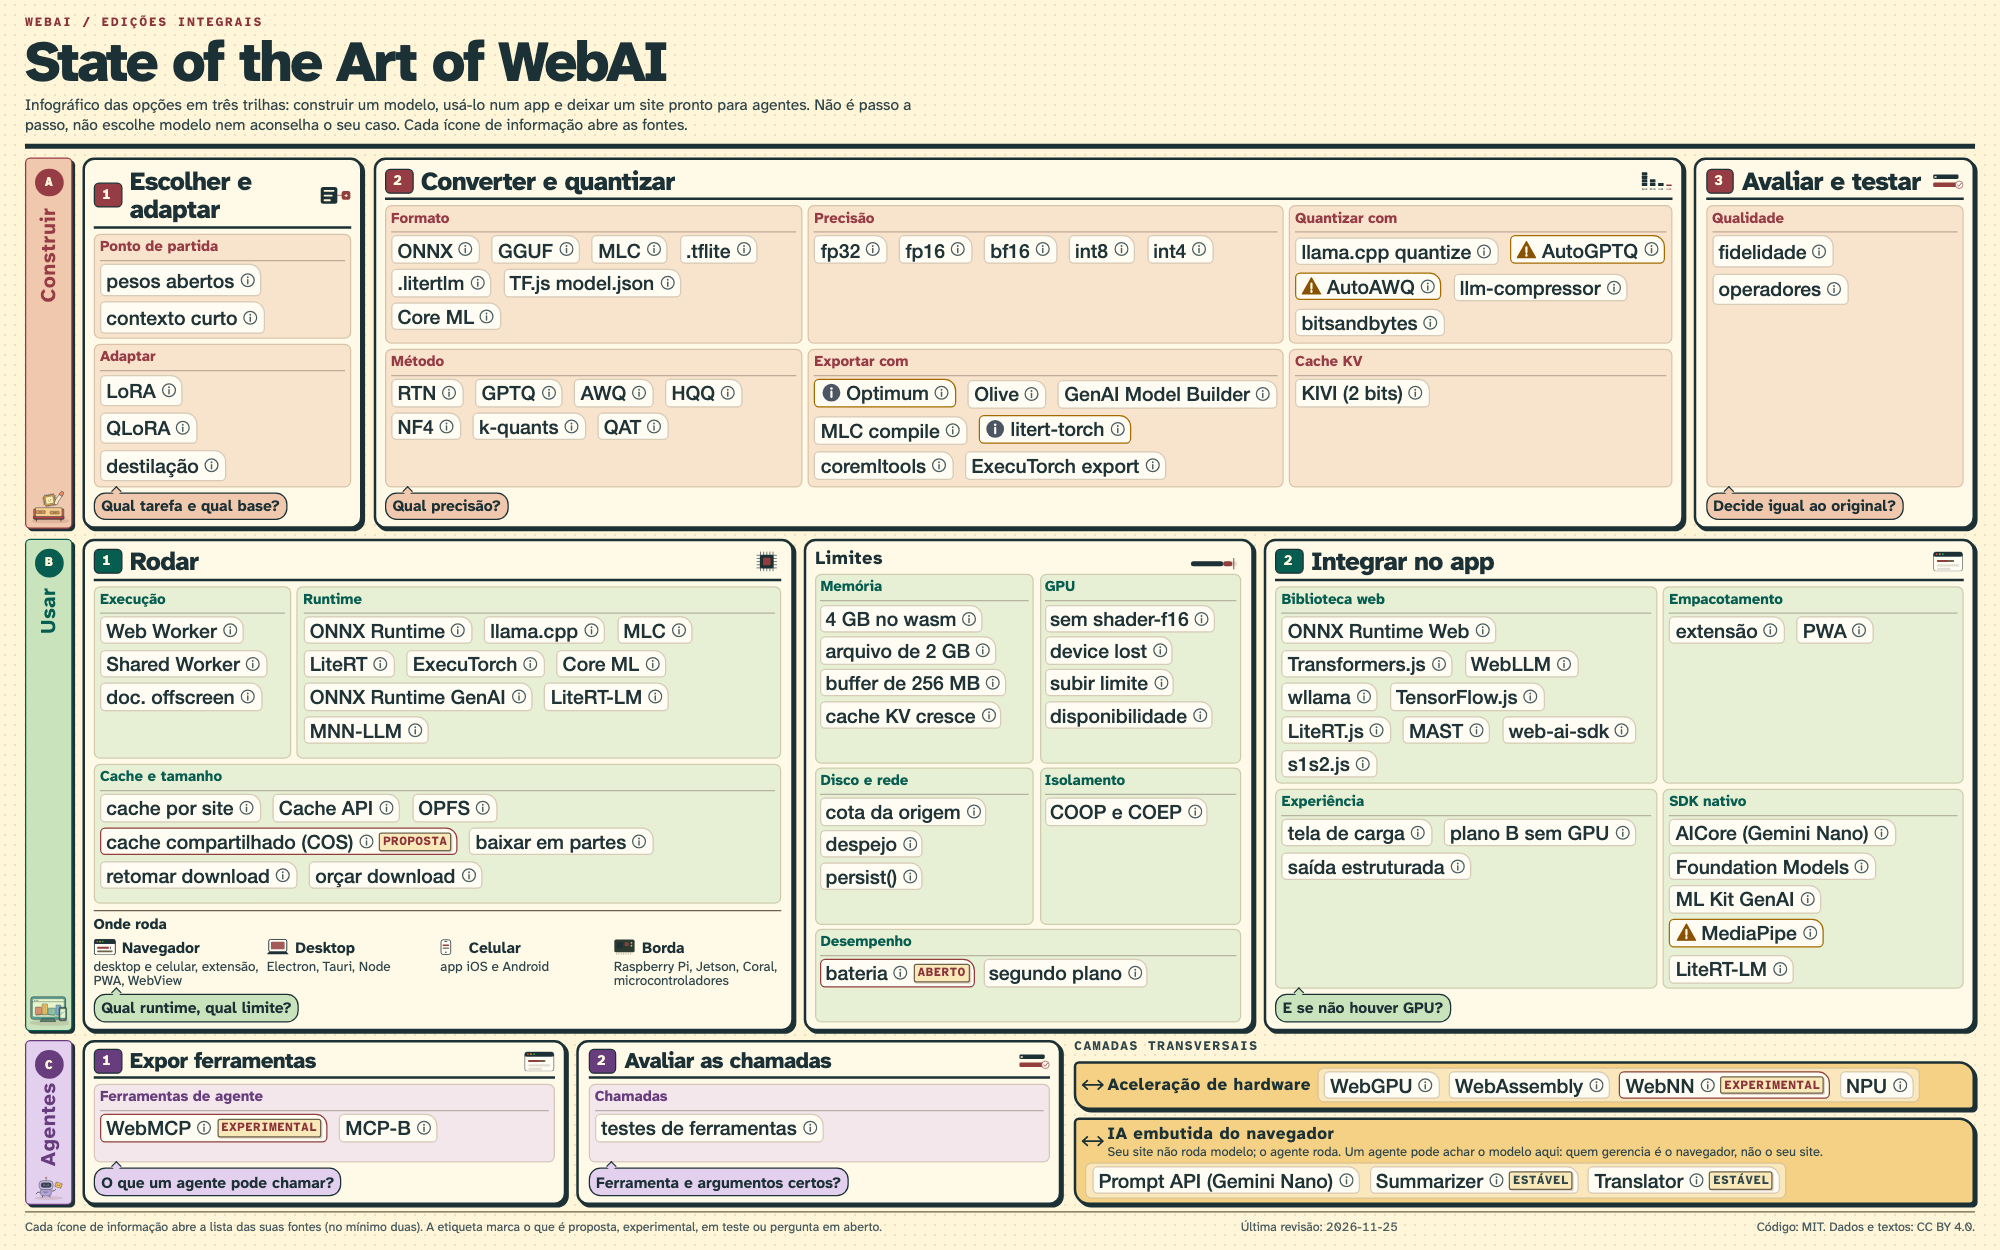 WEBAI / EDIÇÕES INTEGRAIS
State of the Art of WebAI
Infográfico das opções em três trilhas: construir um modelo, usá-lo num app e deixar um site pronto para agentes. Não é passo a
passo, não escolhe modelo nem aconselha o seu caso. Cada ícone de informação abre as fontes.
A
Construir
1 Escolher e
adaptar
Ponto de partida
pesos abertos
contexto curto
Adaptar
LoRA
QLoRA
destilação
Qual tarefa e qual base?
2 Converter e quantizar
Formato
ONNX GGUF MLC .tflite
.litertlm TF.js model.json
Core ML
Precisão
fp32 fp16 bf16 int8 int4
Quantizar com
llama.cpp quantize AutoGPTQ
AutoAWQ llm-compressor
bitsandbytes
Método
RTN GPTQ AWQ HQQ
NF4 k-quants QAT
Exportar com
Optimum Olive GenAI Model Builder
MLC compile litert-torch
coremltools ExecuTorch export
Cache KV
KIVI (2 bits)
Qual precisão?
3 Avaliar e testar
Qualidade
fidelidade
operadores
Decide igual ao original?
B
Usar
1 Rodar
Execução
Web Worker
Shared Worker
doc. offscreen
Runtime
ONNX Runtime llama.cpp MLC
LiteRT ExecuTorch Core ML
ONNX Runtime GenAI LiteRT-LM
MNN-LLM
Cache e tamanho
cache por site Cache API OPFS
cache compartilhado (COS) PROPOSTA baixar em partes
retomar download orçar download
Onde roda
Navegador
desktop e celular, extensão,
PWA, WebView
Desktop
Electron, Tauri, Node
Celular
app iOS e Android
Borda
Raspberry Pi, Jetson, Coral,
microcontroladores
Qual runtime, qual limite?
Limites
Memória
4 GB no wasm
arquivo de 2 GB
buffer de 256 MB
cache KV cresce
GPU
sem shader-f16
device lost
subir limite
disponibilidade
Disco e rede
cota da origem
despejo
persist()
Isolamento
COOP e COEP
Desempenho
bateria ABERTO segundo plano
2 Integrar no app
Biblioteca web
ONNX Runtime Web
Transformers.js WebLLM
wllama TensorFlow.js
LiteRT.js MAST web-ai-sdk
s1s2.js
Empacotamento
extensão PWA
Experiência
tela de carga plano B sem GPU
saída estruturada
SDK nativo
AICore (Gemini Nano)
Foundation Models
ML Kit GenAI
MediaPipe
LiteRT-LM
E se não houver GPU?
C
Agentes
1 Expor ferramentas
Ferramentas de agente
WebMCP EXPERIMENTAL MCP-B
O que um agente pode chamar?
2 Avaliar as chamadas
Chamadas
testes de ferramentas
Ferramenta e argumentos certos?
CAMADAS TRANSVERSAIS
Aceleração de hardware WebGPU WebAssembly WebNN EXPERIMENTAL NPU
IA embutida do navegador
Seu site não roda modelo; o agente roda. Um agente pode achar o modelo aqui: quem gerencia é o navegador, não o seu site.
Prompt API (Gemini Nano) Summarizer ESTÁVEL Translator ESTÁVEL
Cada ícone de informação abre a lista das suas fontes (no mínimo duas). A etiqueta marca o que é proposta, experimental, em teste ou pergunta em aberto.
Última revisão: 2026-11-25
Código: MIT. Dados e textos: CC BY 4.0.